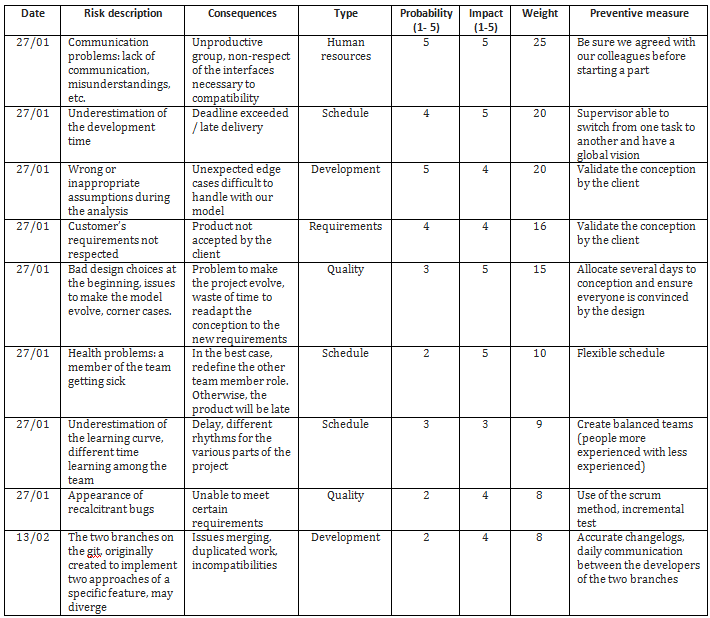 Date Risk description Consequences Type Probability (1- 5) Impact (1-5) Weight Preventive measure
27/01 Communication Unproductive Human 5 5 25 Be sure we agreed with
problems: lack of group, non-respect resources our colleagues before
communication, of the interfaces starting a part
misunderstandings, necessary to
etc. compatibility
27/01 Underestimation of Deadline exceeded Schedule 4 5 20 Supervisor able to
the development / late delivery switch from one task to
time another and have a
global vision
27/01 Wrong or Unexpected edge Development 5 4 20 Validate the conception
inappropriate cases difficult to by the client
assumptions during handle with our
the analysis model
27/01 Customer's Product not Requirements 4 4 16 Validate the conception
requirements not accepted by the by the client
respected client
27/01 Bad design choices at Problem to make Quality 3 5 15 Allocate several days to
the beginning, issues the project evolve, conception and ensure
to make the model waste of time to everyone is convinced
evolve, corner cases. readapt the by the design
conception to the
new requirements
27/01 Health problems: a In the best case, Schedule 2 5 10 Flexible schedule
member of the team redefine the other
getting sick team member role.
Otherwise, the
product will be late
27/01 Underestimation of Delay, different Schedule 3 3 9 Create balanced teams
the learning curve, rhythms for the (people more
different time various parts of the experienced with less
learning among the project experienced)
team
27/01 Appearance of Unable to meet Quality 2 4 8 Use of the scrum
recalcitrant bugs certain method, incremental
requirements test
13/02 The two branches on Issues merging, Development 2 4 8 Accurate changelogs,
the git, originally duplicated work, daily communication
created to implement incompatibilities between the developers
two approaches of a of the two branches
specific feature, may
diverge